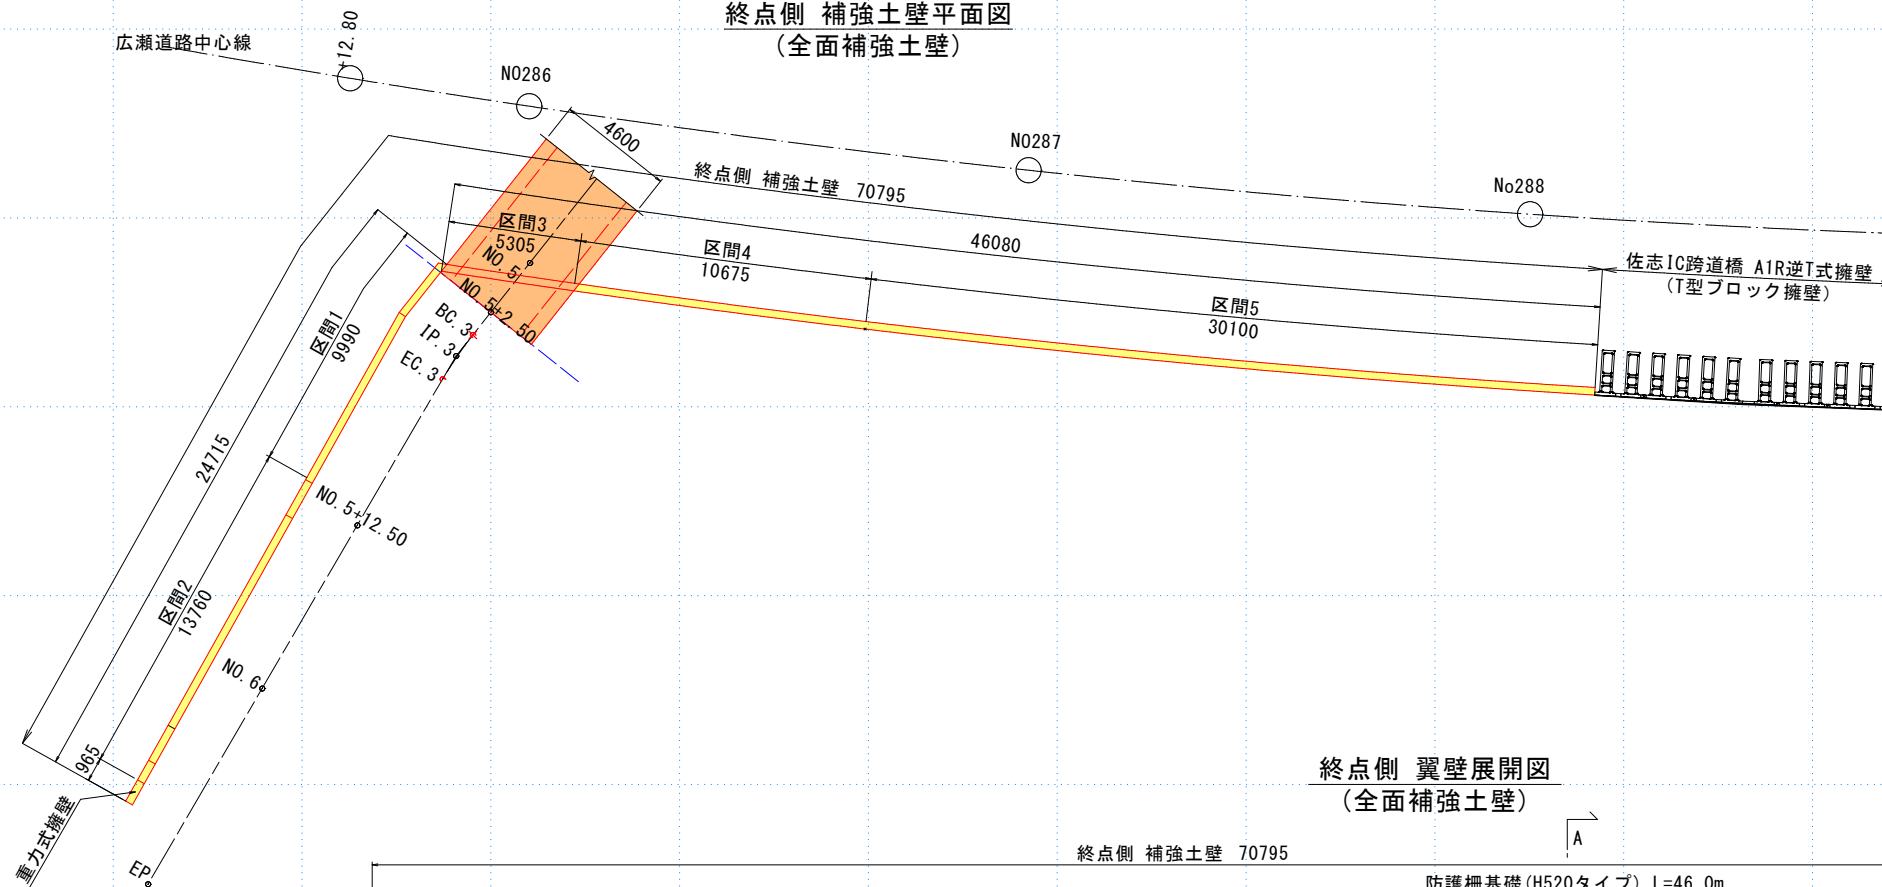 終点側 補強土壁平面図
(全面補強土壁)
広瀬道路中心線
+12.80
NO286
4600
NO287
終点側 補強土壁 70795
No288
区間3
5305
46080
区間4
10675
佐志IC跨道橋 A1R逆T式擁壁
(T型ブロック擁壁)
区間5
30100
NO.5
NO.5+2.50
BC.3
IP.3
EC.3
区間1
9990
24715
NO.5+12.50
区間2
13760
NO.6
965
重力式擁壁
EP
終点側 翼壁展開図
(全面補強土壁)
A
終点側 補強土壁 70795
防護柵基礎(H520タイプ) L=46.0m